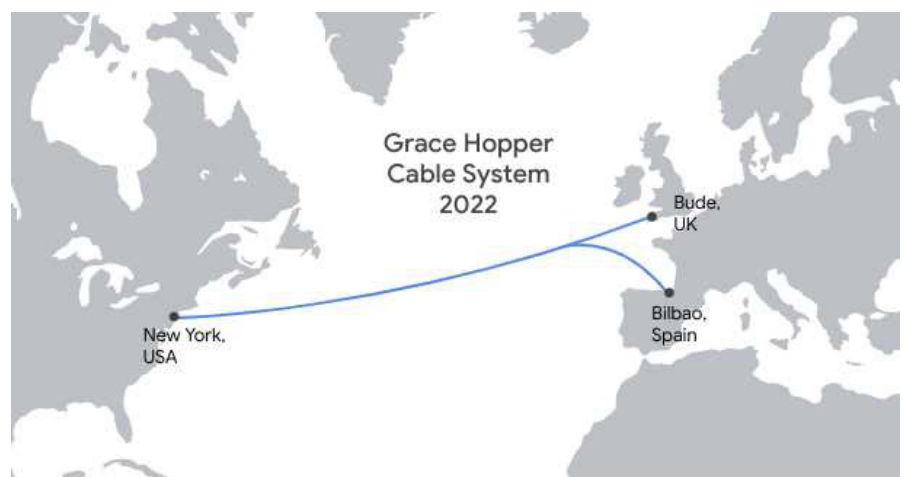 Grace Hopper
Cable System
2022
Bude,
UK
New York,
USA
Bilbao,
Spain